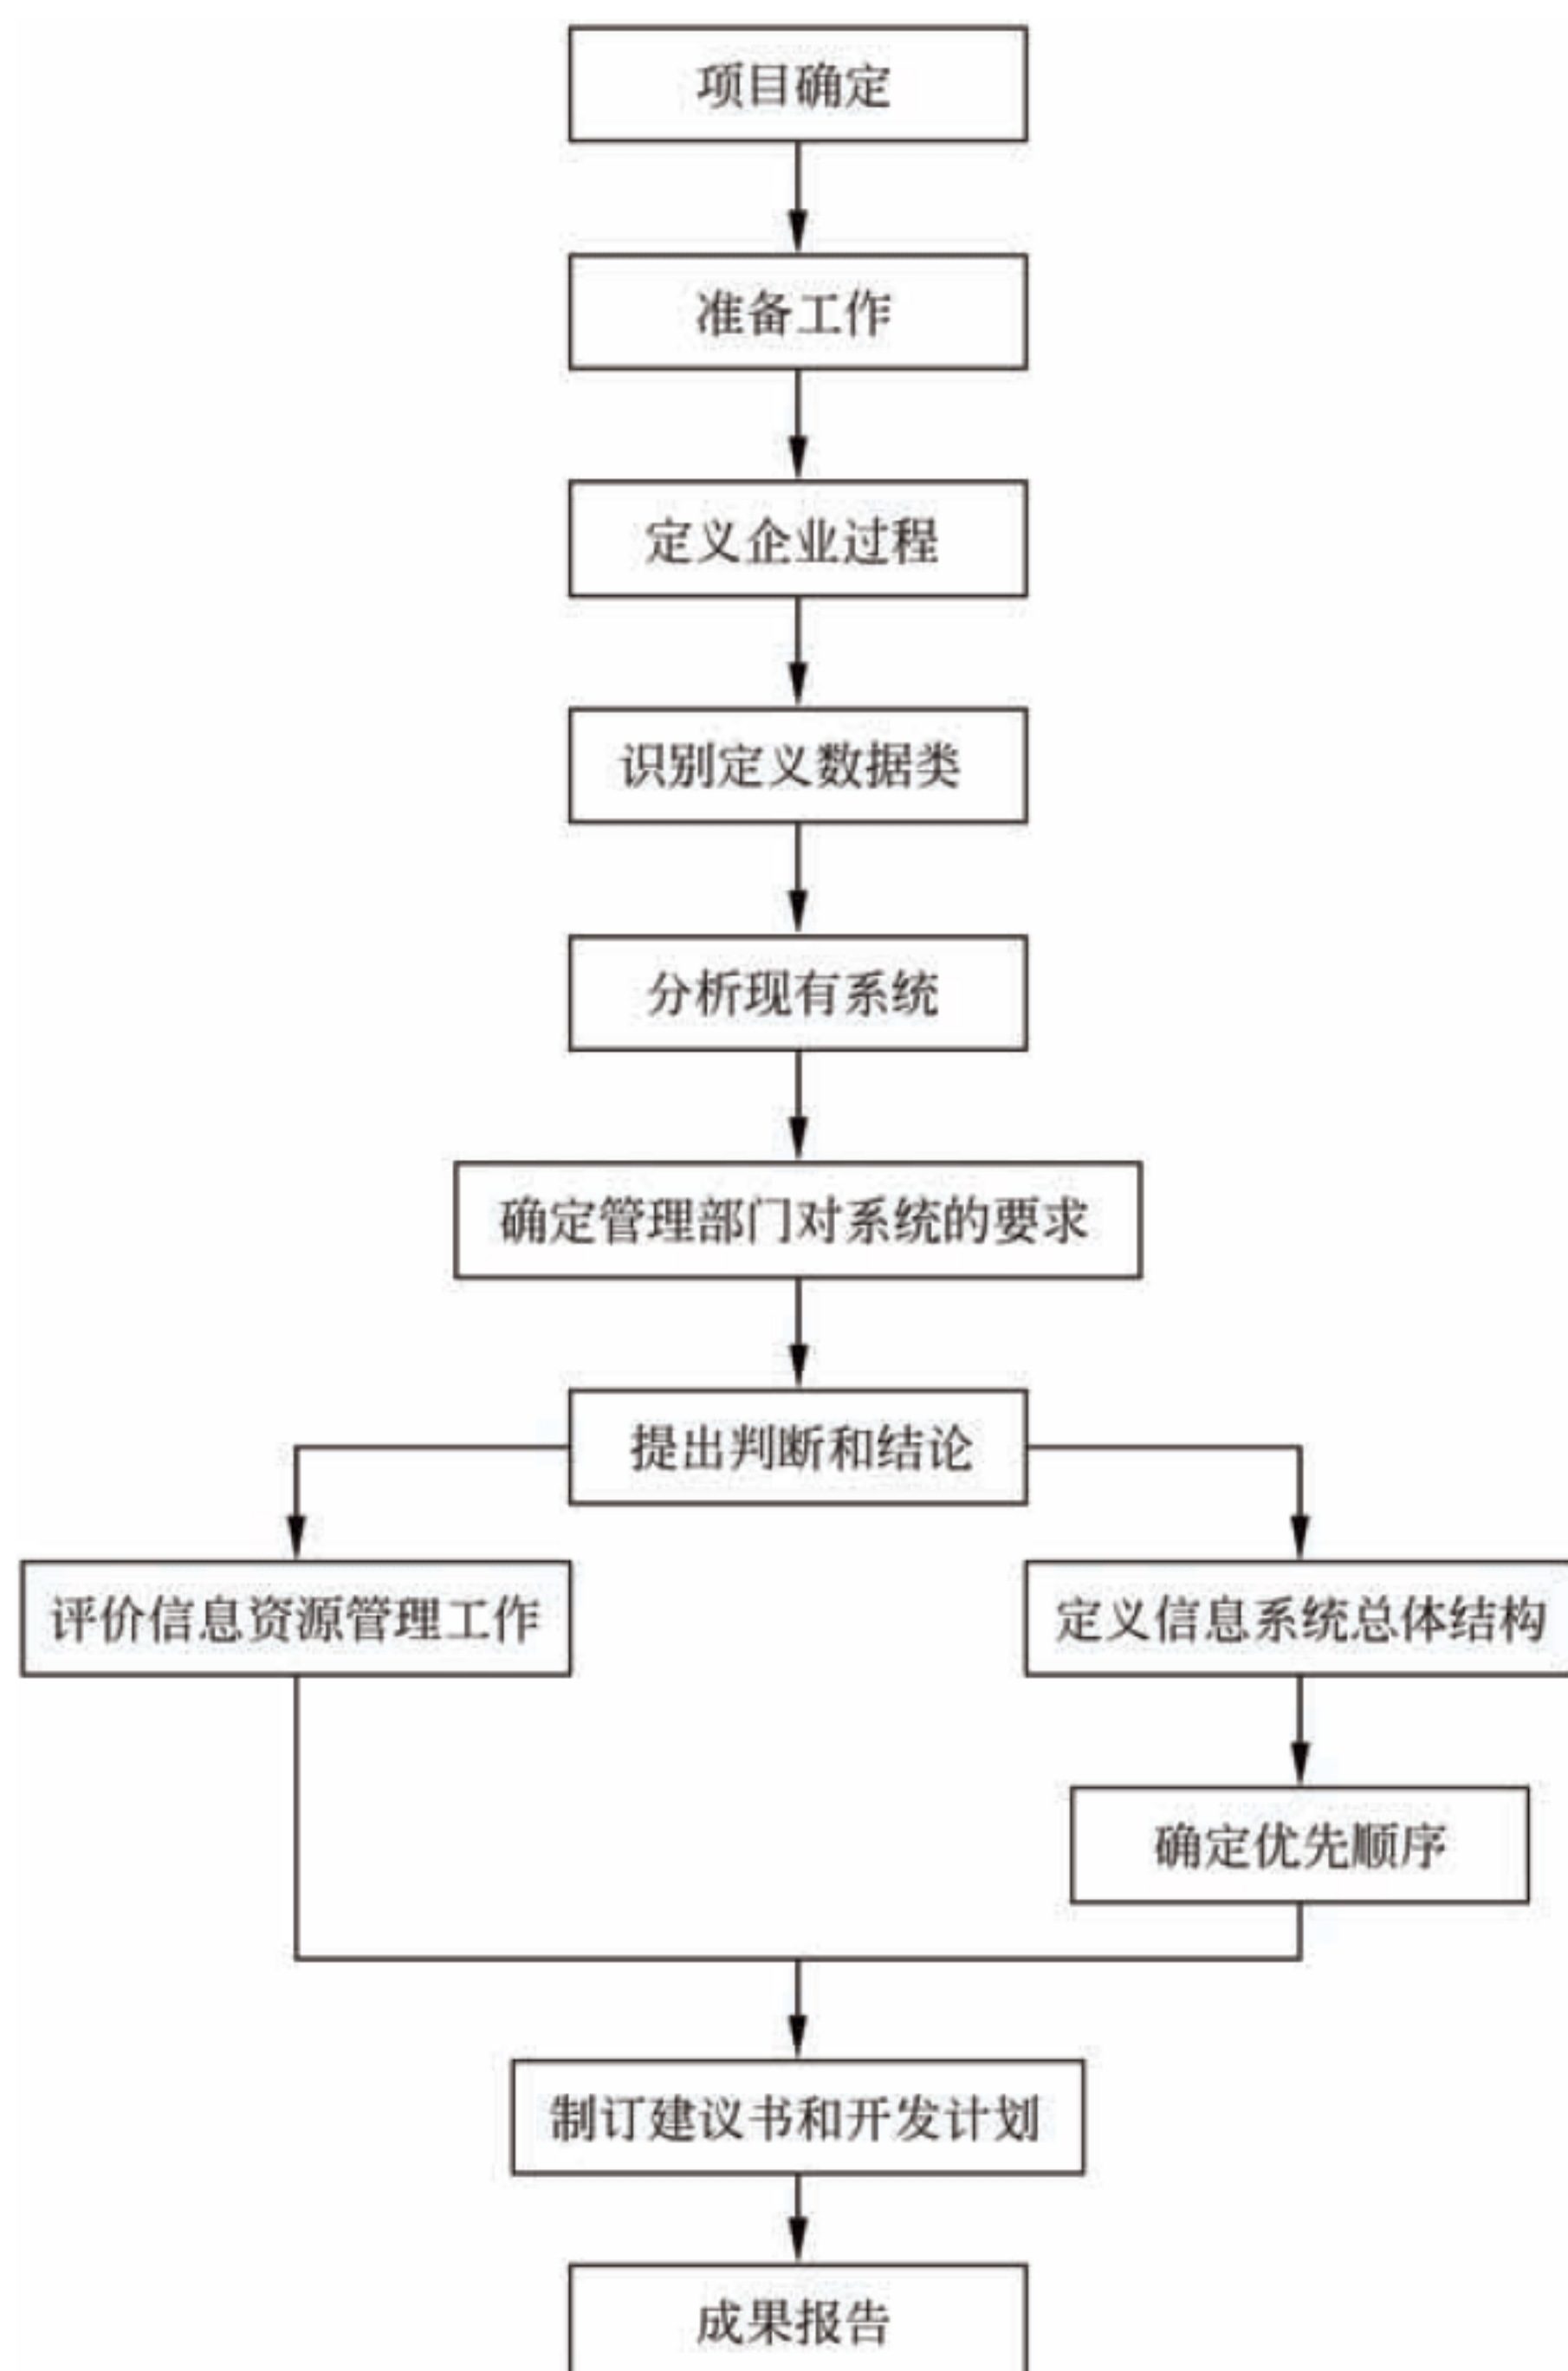 项目确定
准备工作
定义企业过程
识别定义数据类
分析现有系统
确定管理部门对系统的要求
提出判断和结论
评价信息资源管理工作
定义信息系统总体结构
确定优先顺序
制订建议书和开发计划
成果报告